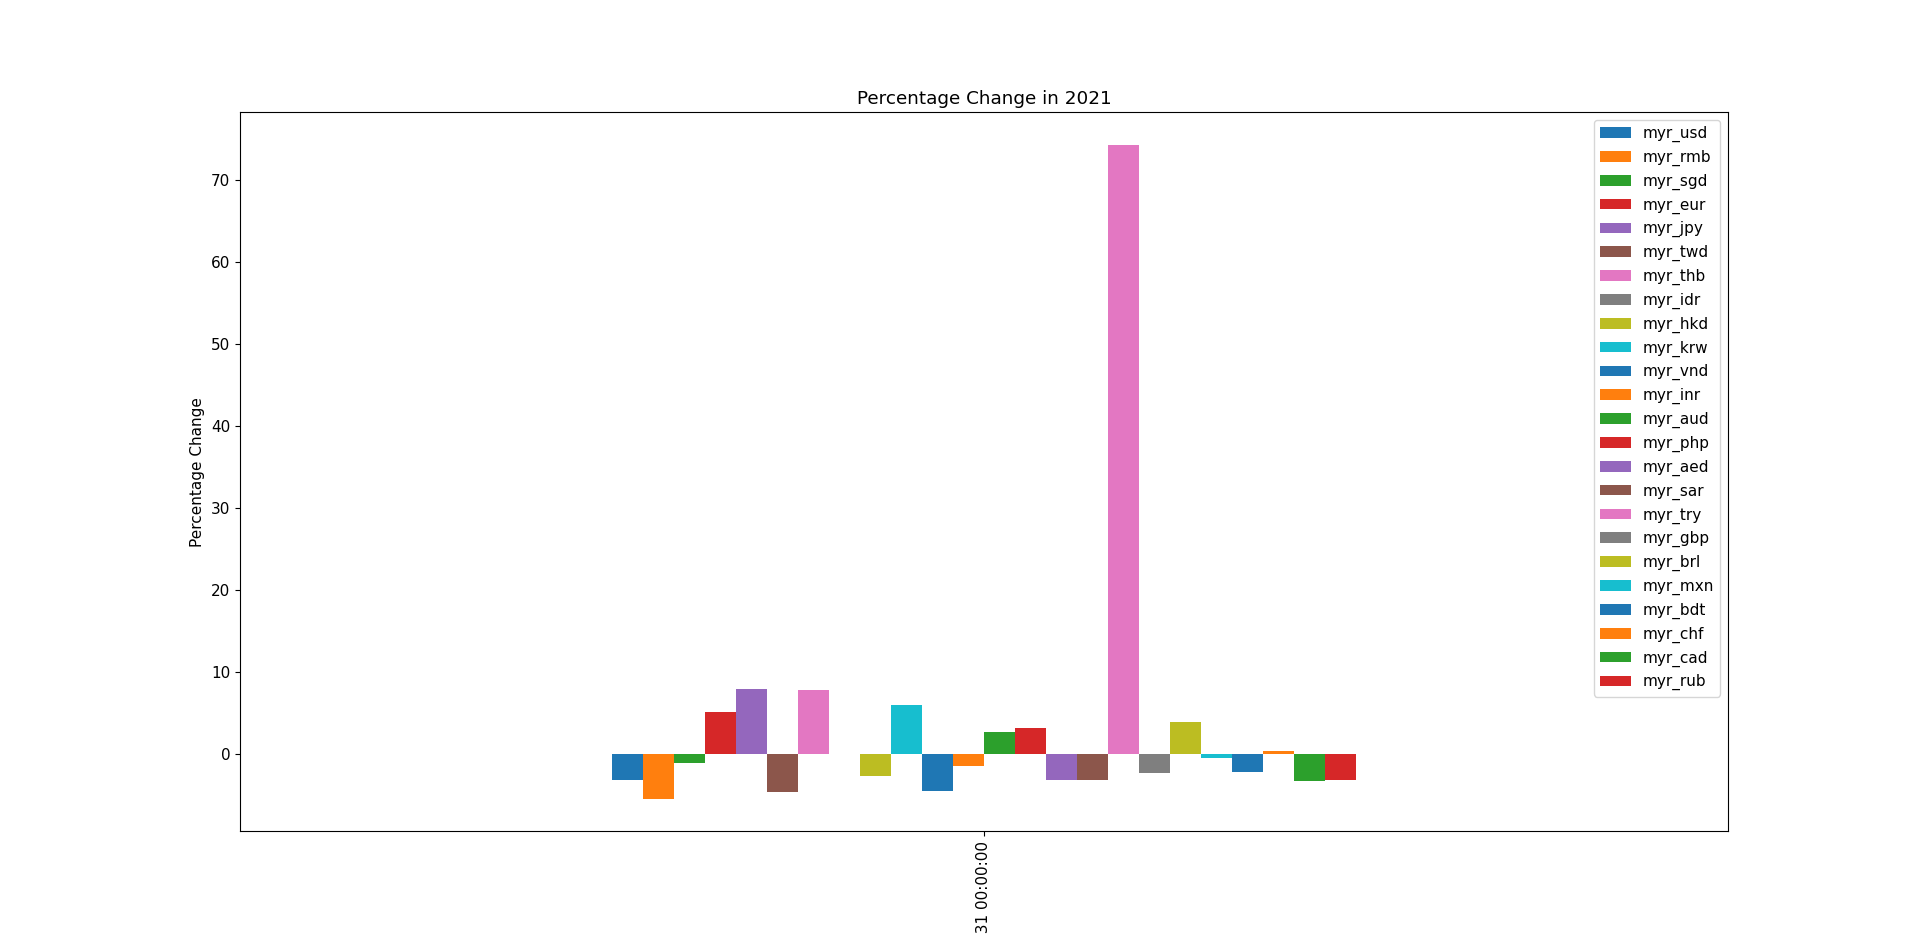 Percentage Change in 2021
Percentage Change
70
60
50
40
30
20
10
0
31 00:00:00
myr_usd
myr_rmb
myr_sgd
myr_eur
myr_jpy
myr_twd
myr_thb
myr_idr
myr_hkd
myr_krw
myr_vnd
myr_inr
myr_aud
myr_php
myr_aed
myr_sar
myr_try
myr_gbp
myr_brl
myr_mxn
myr_bdt
myr_chf
myr_cad
myr_rub